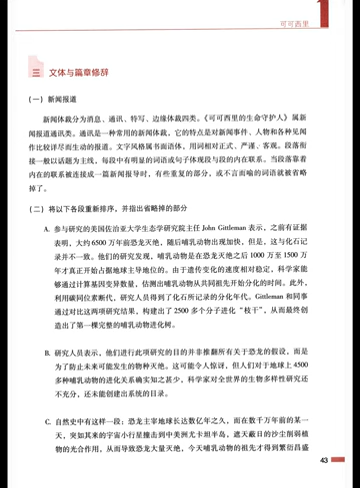 可可西里
1
三 文体与篇章修辞
(一) 新闻报道
新闻体裁分为消息、通讯、特写、边缘体裁四类。《可可西里的生命守护人》属新
闻报道通讯类。通讯是一种常用的新闻体裁，它的特点是对新闻事件、人物和各种见闻
作比较详尽而生动的报道。文字风格属书面语体，用词相对正式、严谨、客观。段落衔
接一般以话题为主线，每段中有明显的词语或句子体现段与段的内在联系。当段落靠着
内在的联系被连接成一篇新闻报导时，有些重复的部分，或不言而喻的词语就被省略
掉了。
(二) 将以下各段重新排序，并指出省略掉的部分
A. 参与研究的美国佐治亚大学生态学研究院主任 John Gittleman 表示，之前有证据
表明，大约 6500 万年前恐龙灭绝，随后哺乳动物出现加快，但是，这与化石记
录并不一致。他们的研究发现，哺乳动物是在恐龙灭绝之后 1000 万至 1500 万
年才真正开始占据地球主导地位的。由于遗传变化的速度相对稳定，科学家能
够通过计算基因变异数量，估测出哺乳动物从共同祖先开始分化的时间。此外，
利用碳同位素断代，研究人员得到了化石所记录的分化年代。Gittleman 和同事
通过对比这两项研究结果，构建出了 2500 多个分子进化“枝干”，从而最终创
造出了第一棵完整的哺乳动物进化树。
B. 研究人员表示，他们进行此项研究的目的并非推翻所有关于恐龙的假设，而是
为了防止未来可能发生的物种灭绝。这可能令人惊讶，但人们对于地球上 4500
多种哺乳动物的进化关系确实知之甚少，科学家对全世界的生物多样性研究还
不充分，还未能创建出系统的目录。
C. 自然史中有这样一段：恐龙主宰地球长达数亿年之久，而在数千万年前的某一
天，突如其来的宇宙小行星撞击到中美洲尤卡坦半岛，遮天蔽日的沙尘削弱植
物的光合作用，从而导致恐龙大量灭绝，今天哺乳动物的祖先才得到繁衍昌盛
43